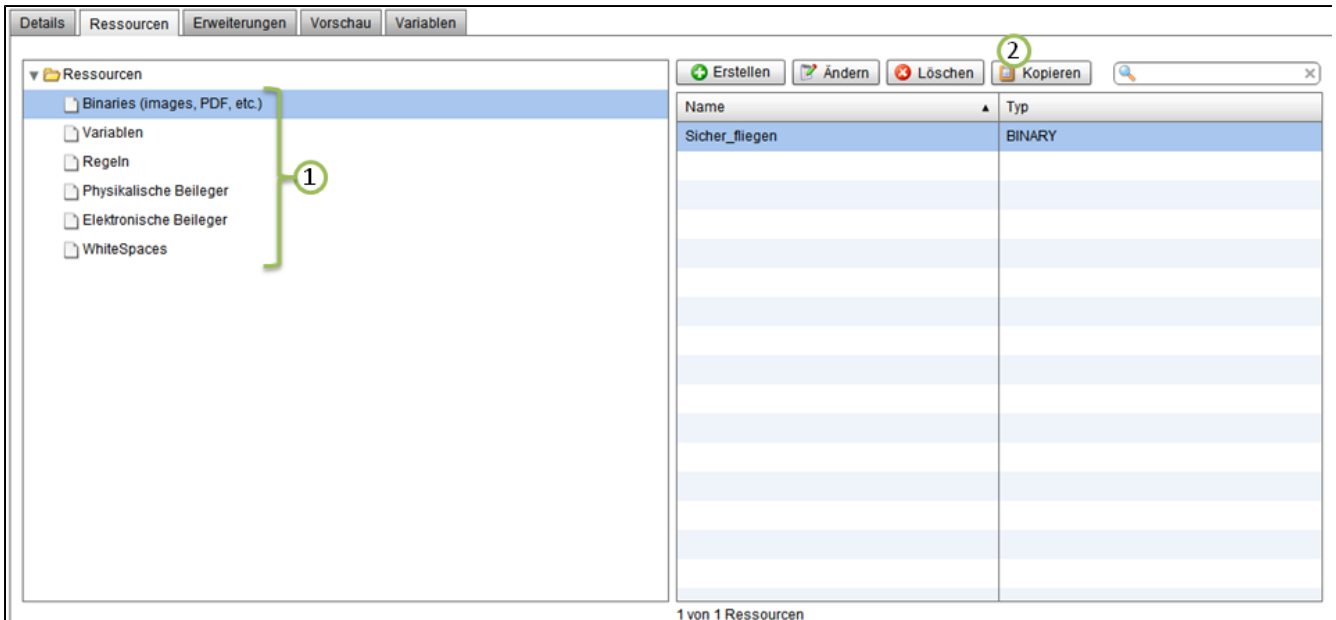 Details Ressourcen Erweiterungen Vorschau Variablen
Ressourcen
Binaries (images, PDF, etc.)
Variablen
Regeln
Physikalische Beileger
Elektronische Beileger
WhiteSpaces
1
2
Erstellen Ändern Löschen Kopieren
Name Typ
Sicher_fliegen BINARY
1 von 1 Ressourcen